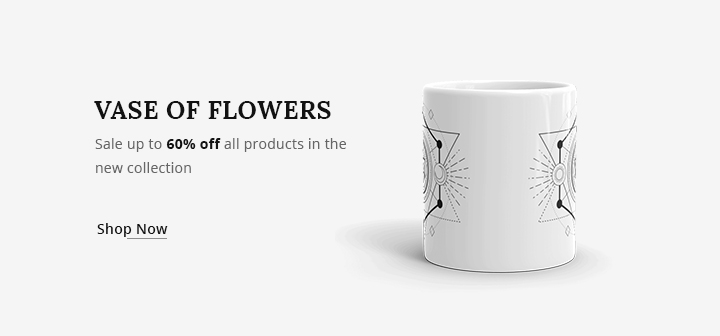 VASE OF FLOWERS
Sale up to 60% off all products in the
new collection
Shop Now